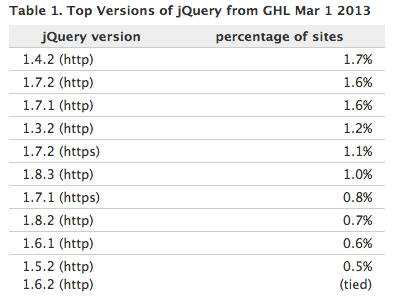 Table 1. Top Versions of jQuery from GHL Mar 1 2013
jQuery version percentage of sites
1.4.2 (http) 1.7%
1.7.2 (http) 1.6%
1.7.1 (http) 1.6%
1.3.2 (http) 1.2%
1.7.2 (https) 1.1%
1.8.3 (http) 1.0%
1.7.1 (https) 0.8%
1.8.2 (http) 0.7%
1.6.1 (http) 0.6%
1.5.2 (http) 0.5%
1.6.2 (http) (tied)